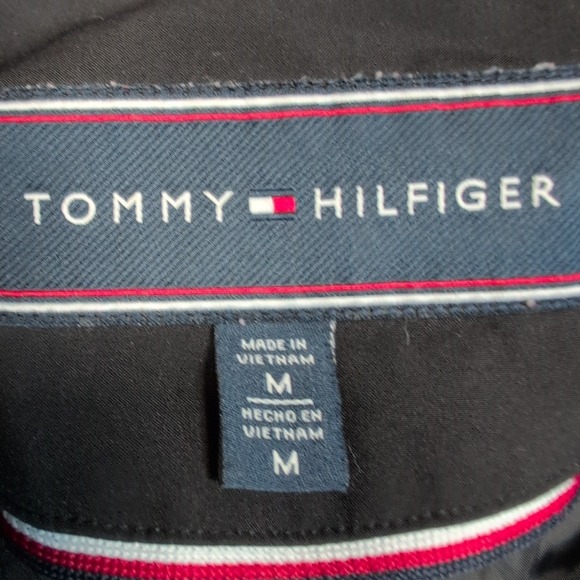 TOMMY HILFIGER
MADE IN
VIETNAM
M
HECHO EN
VIETNAM
M